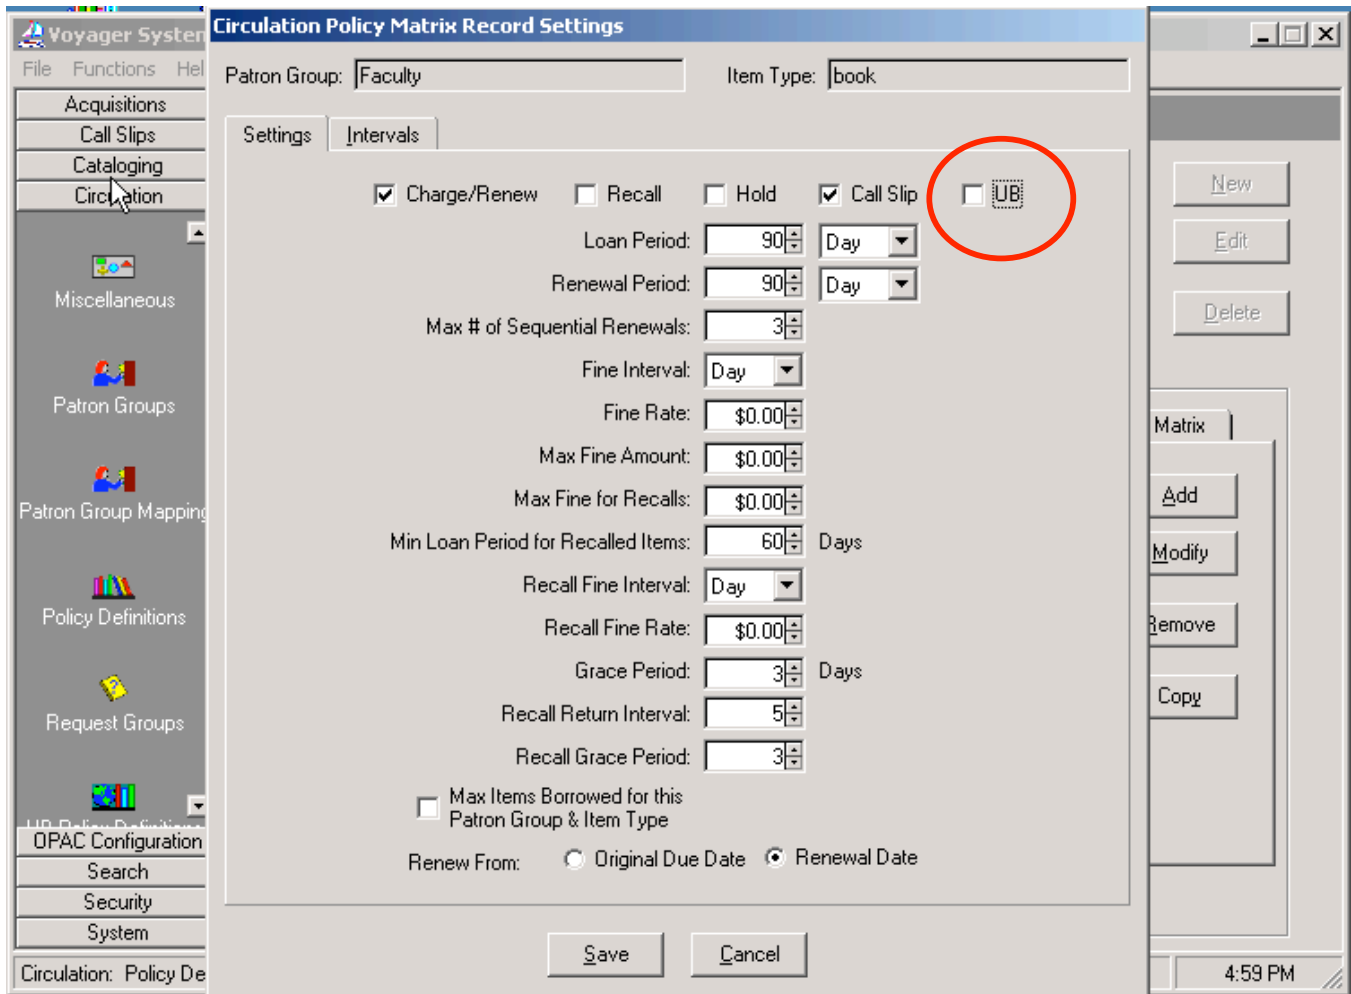 Voyager System
Circulation Policy Matrix Record Settings
File Functions Hel
Patron Group: Faculty Item Type: book
Acquisitions
Call Slips
Cataloging
Circulation
Settings Intervals
Charge/Renew Recall Hold Call Slip UB
New
Loan Period: 90 Day
Edit
Renewal Period: 90 Day
Miscellaneous
Delete
Max # of Sequential Renewals: 3
Fine Interval: Day
Patron Groups
Fine Rate: $0.00
Matrix
Max Fine Amount: $0.00
Max Fine for Recalls: $0.00
Add
Patron Group Mapping
Min Loan Period for Recalled Items: 60 Days
Modify
Recall Fine Interval: Day
Policy Definitions
Recall Fine Rate: $0.00
Remove
Grace Period: 3 Days
Copy
Recall Return Interval: 5
Request Groups
Recall Grace Period: 3
Max Items Borrowed for this
Patron Group & Item Type
UB Policy Definitions
OPAC Configuration
Renew From: Original Due Date Renewal Date
Search
Security
System
Save Cancel
Circulation: Policy De
4:59 PM